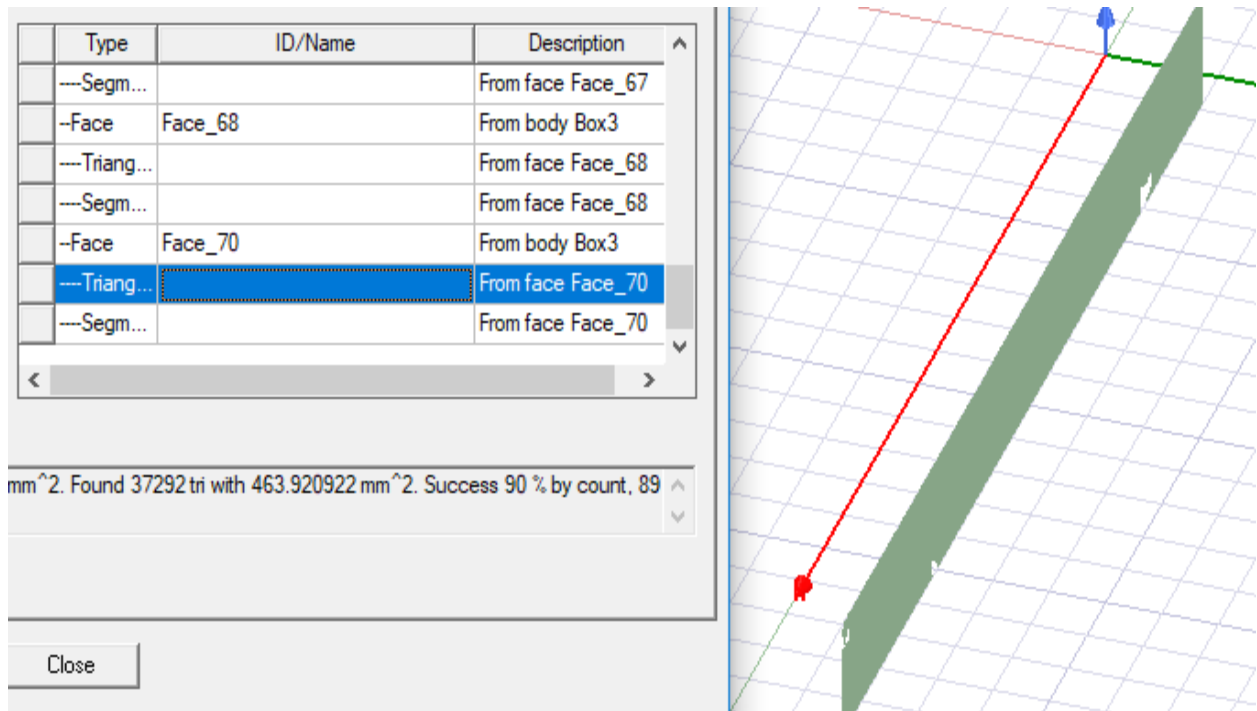 Type ID/Name Description
----Segm... From face Face_67
--Face Face_68 From body Box3
----Triang... From face Face_68
----Segm... From face Face_68
--Face Face_70 From body Box3
----Triang... From face Face_70
----Segm... From face Face_70
mm^2. Found 37292 tri with 463.920922 mm^2. Success 90 % by count, 89
Close